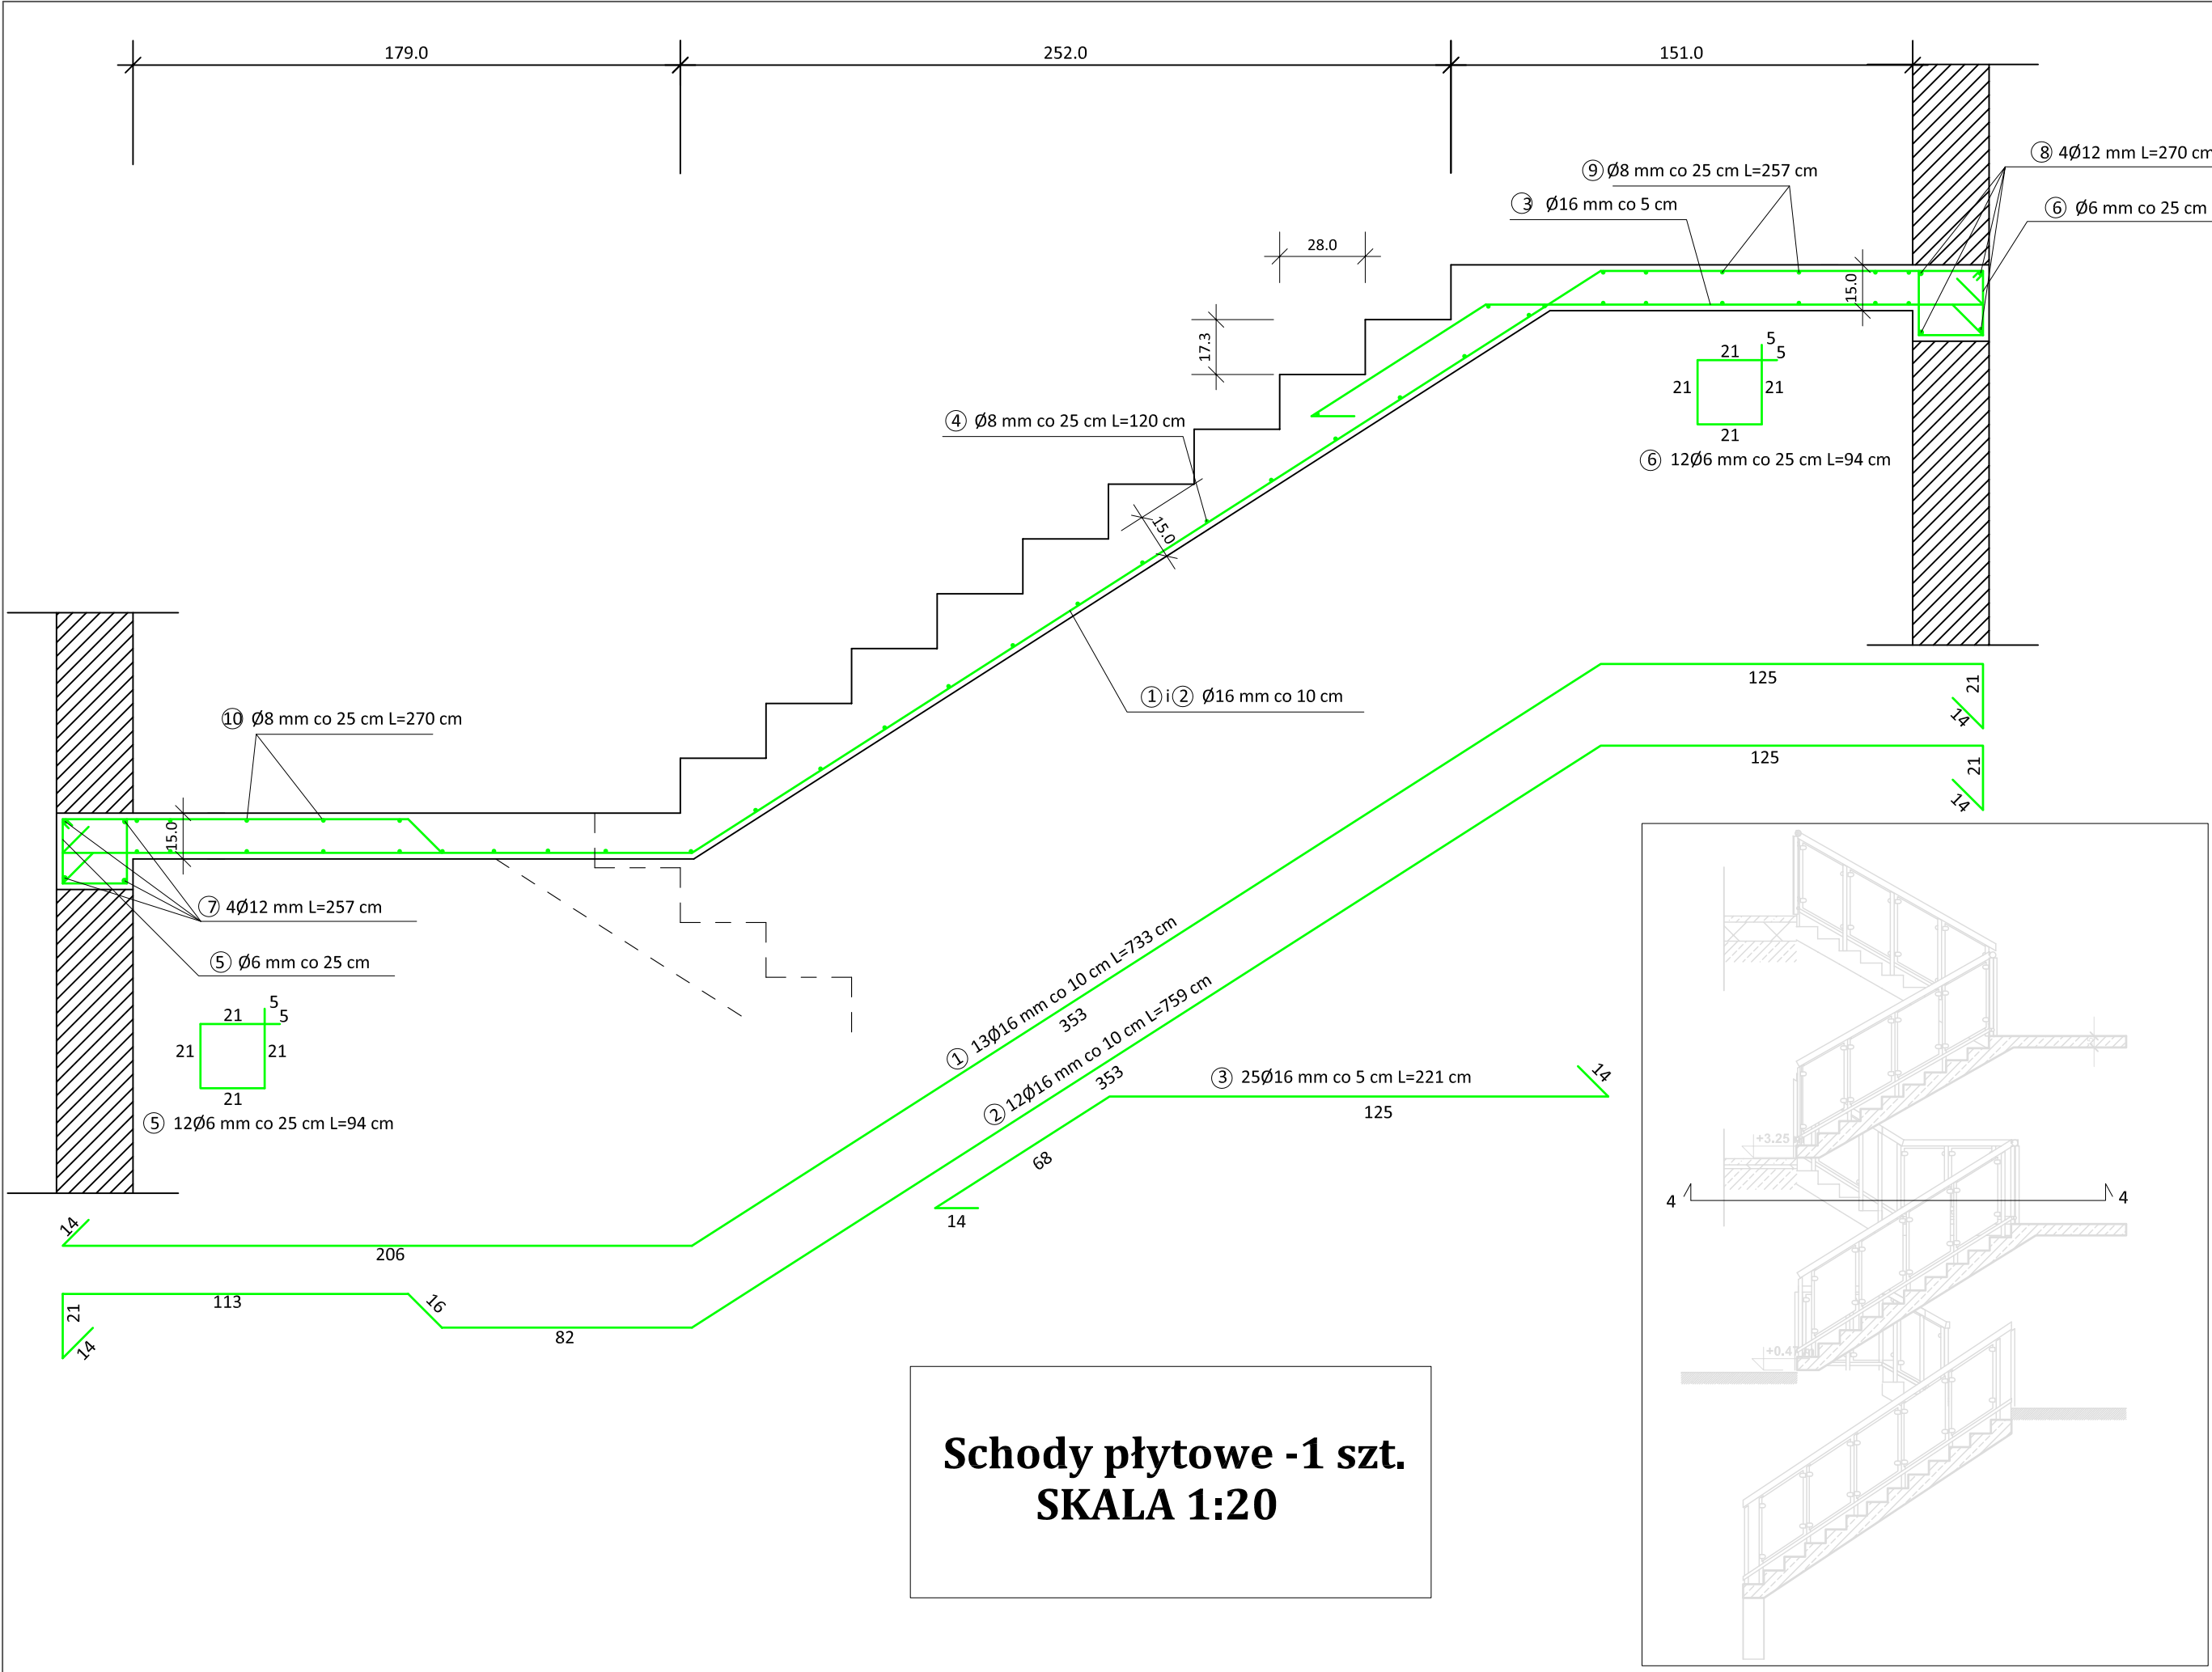 179.0
252.0
151.0
⑧ 4Ø12 mm L=270 cm
⑨ Ø8 mm co 25 cm L=257 cm
③ Ø16 mm co 5 cm
⑥ Ø6 mm co 25 cm
28.0
15.0
17.3
5
21
5
21
21
21
④ Ø8 mm co 25 cm L=120 cm
⑥ 12Ø6 mm co 25 cm L=94 cm
15.0
① i ② Ø16 mm co 10 cm
125
21
14
⑩ Ø8 mm co 25 cm L=270 cm
125
21
14
15.0
⑦ 4Ø12 mm L=257 cm
⑤ Ø6 mm co 25 cm
5
21
5
21
21
21
⑤ 12Ø6 mm co 25 cm L=94 cm
① 13Ø16 mm co 10 cm L=733 cm
353
② 12Ø16 mm co 10 cm L=759 cm
353
③ 25Ø16 mm co 5 cm L=221 cm
14
125
68
14
14
206
113
21
14
16
82
+3.25
4
4
+0.47
Schody płytowe -1 szt.
SKALA 1:20